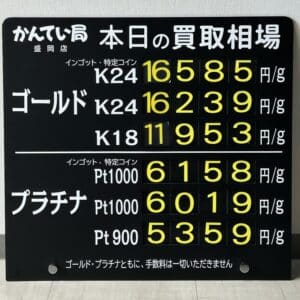 かんてい局 本日の買取相場
盛岡店
インゴット・特定コイン
K24 16,585 円/g
ゴールド K24 16239 円/g
K18 11953 円/g
インゴット・特定コイン
Pt1000 6158 円/g
プラチナ Pt1000 6019 円/g
Pt900 5359 円/g
ゴールド・プラチナともに、手数料は一切いただきません